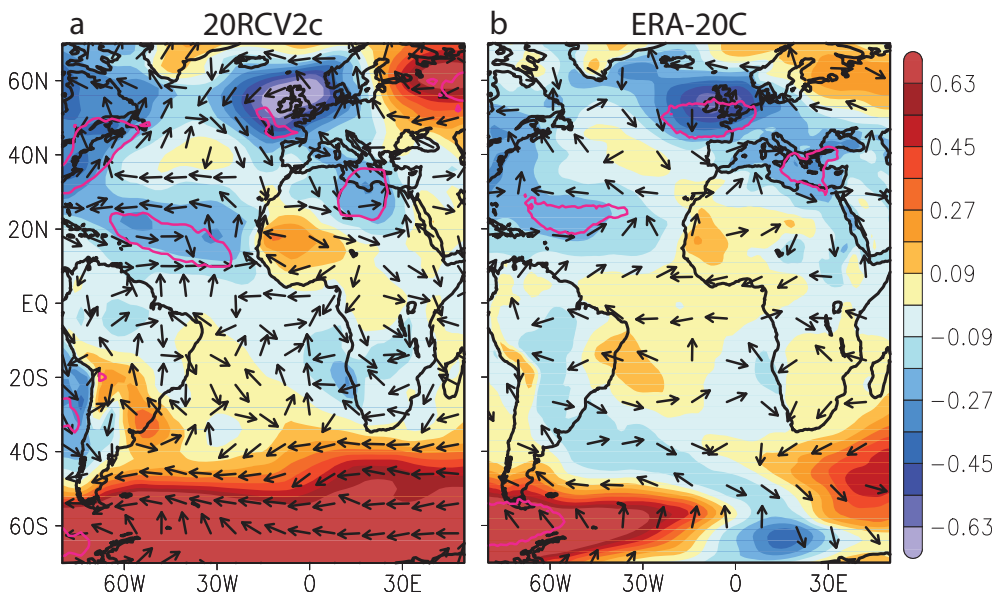 a 20RCV2c
b ERA-20C
60N
40N
20N
EQ
20S
40S
60S
60W 30W 0 30E
60W 30W 0 30E
0.63
0.45
0.27
0.09
−0.09
−0.27
−0.45
−0.63